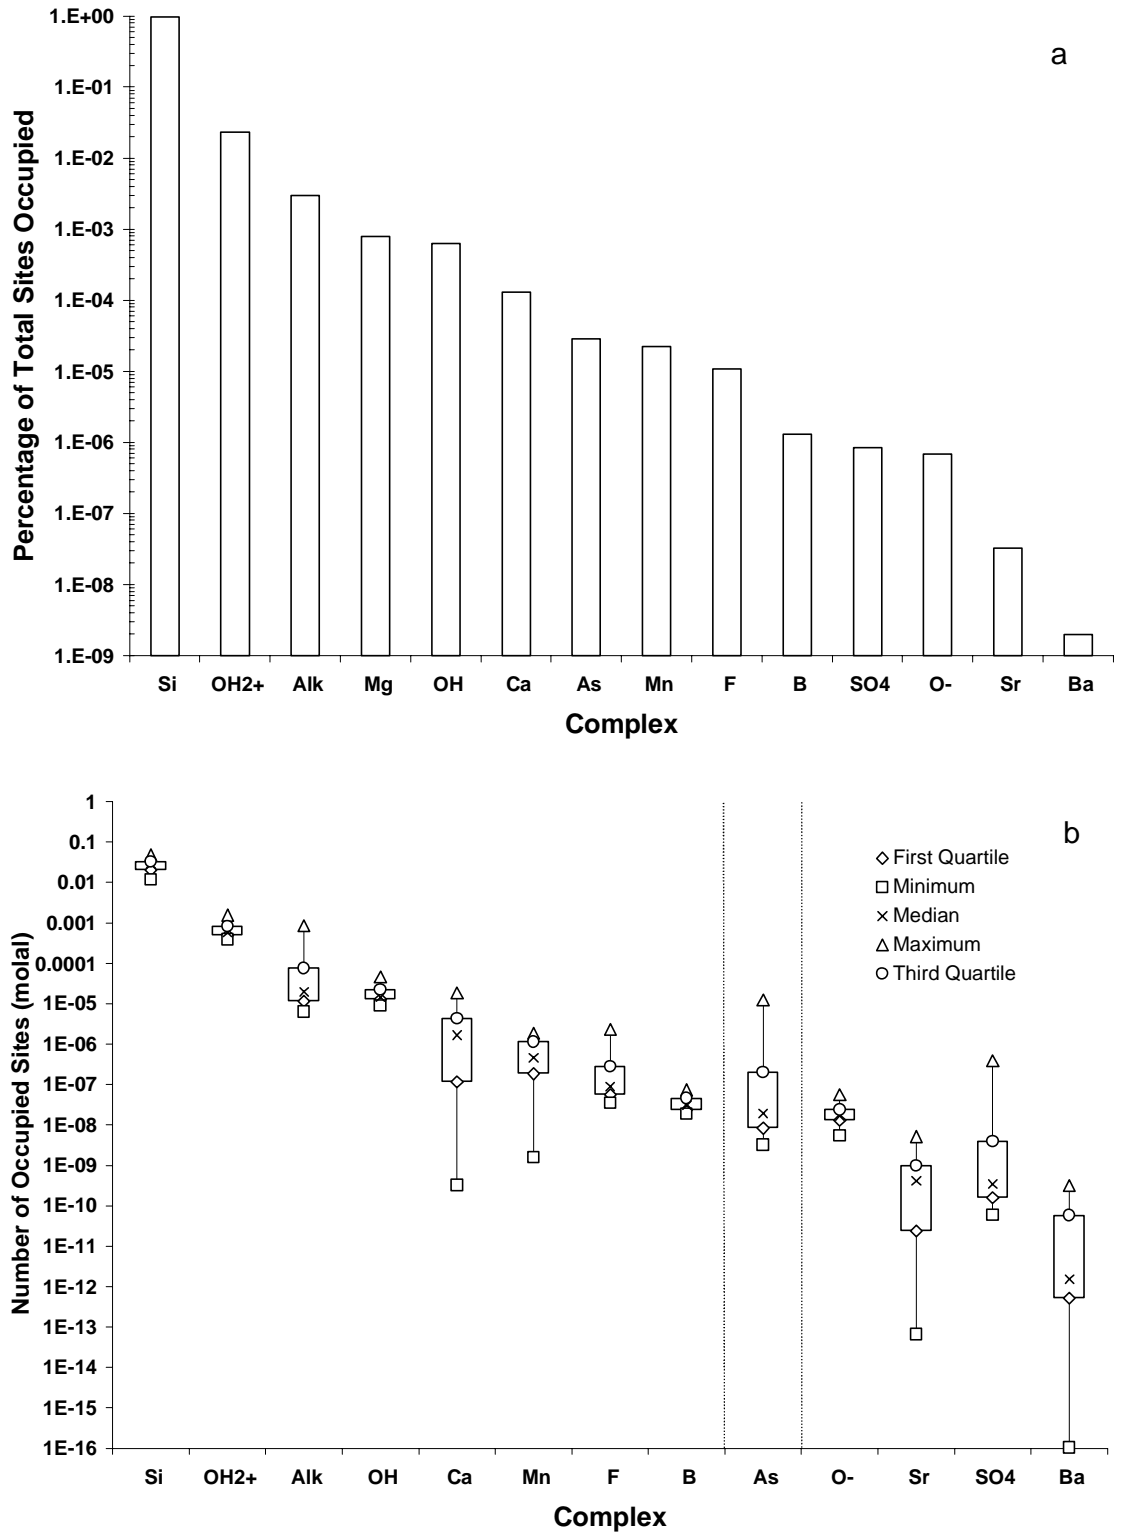 a
Percentage of Total Sites Occupied
1.E+00
1.E-01
1.E-02
1.E-03
1.E-04
1.E-05
1.E-06
1.E-07
1.E-08
1.E-09
Si OH2+ Alk Mg OH Ca As Mn F B SO4 O- Sr Ba
Complex
b
Number of Occupied Sites (molal)
1
0.1
0.01
0.001
0.0001
1E-05
1E-06
1E-07
1E-08
1E-09
1E-10
1E-11
1E-12
1E-13
1E-14
1E-15
1E-16
First Quartile
Minimum
Median
Maximum
Third Quartile
Si OH2+ Alk OH Ca Mn F B As O- Sr SO4 Ba
Complex